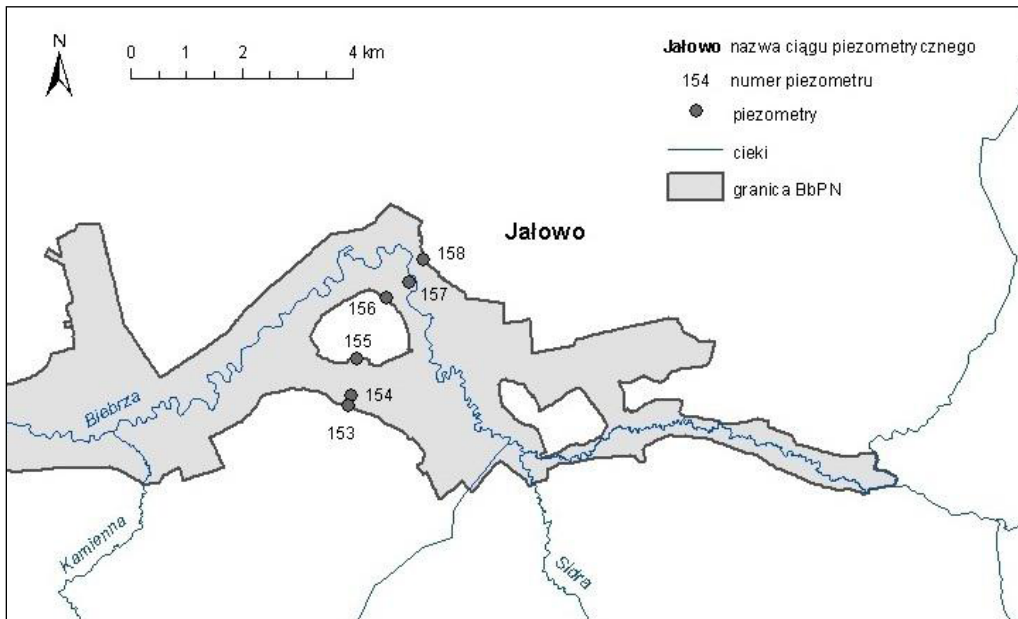 N
0 1 2 4 km
Jałowo nazwa ciągu piezometrycznego
154 numer piezometru
piezometry
cieki
granica BbPN
Jałowo
158
157
156
155
154
153
Biebrza
Kamienna
Sidra